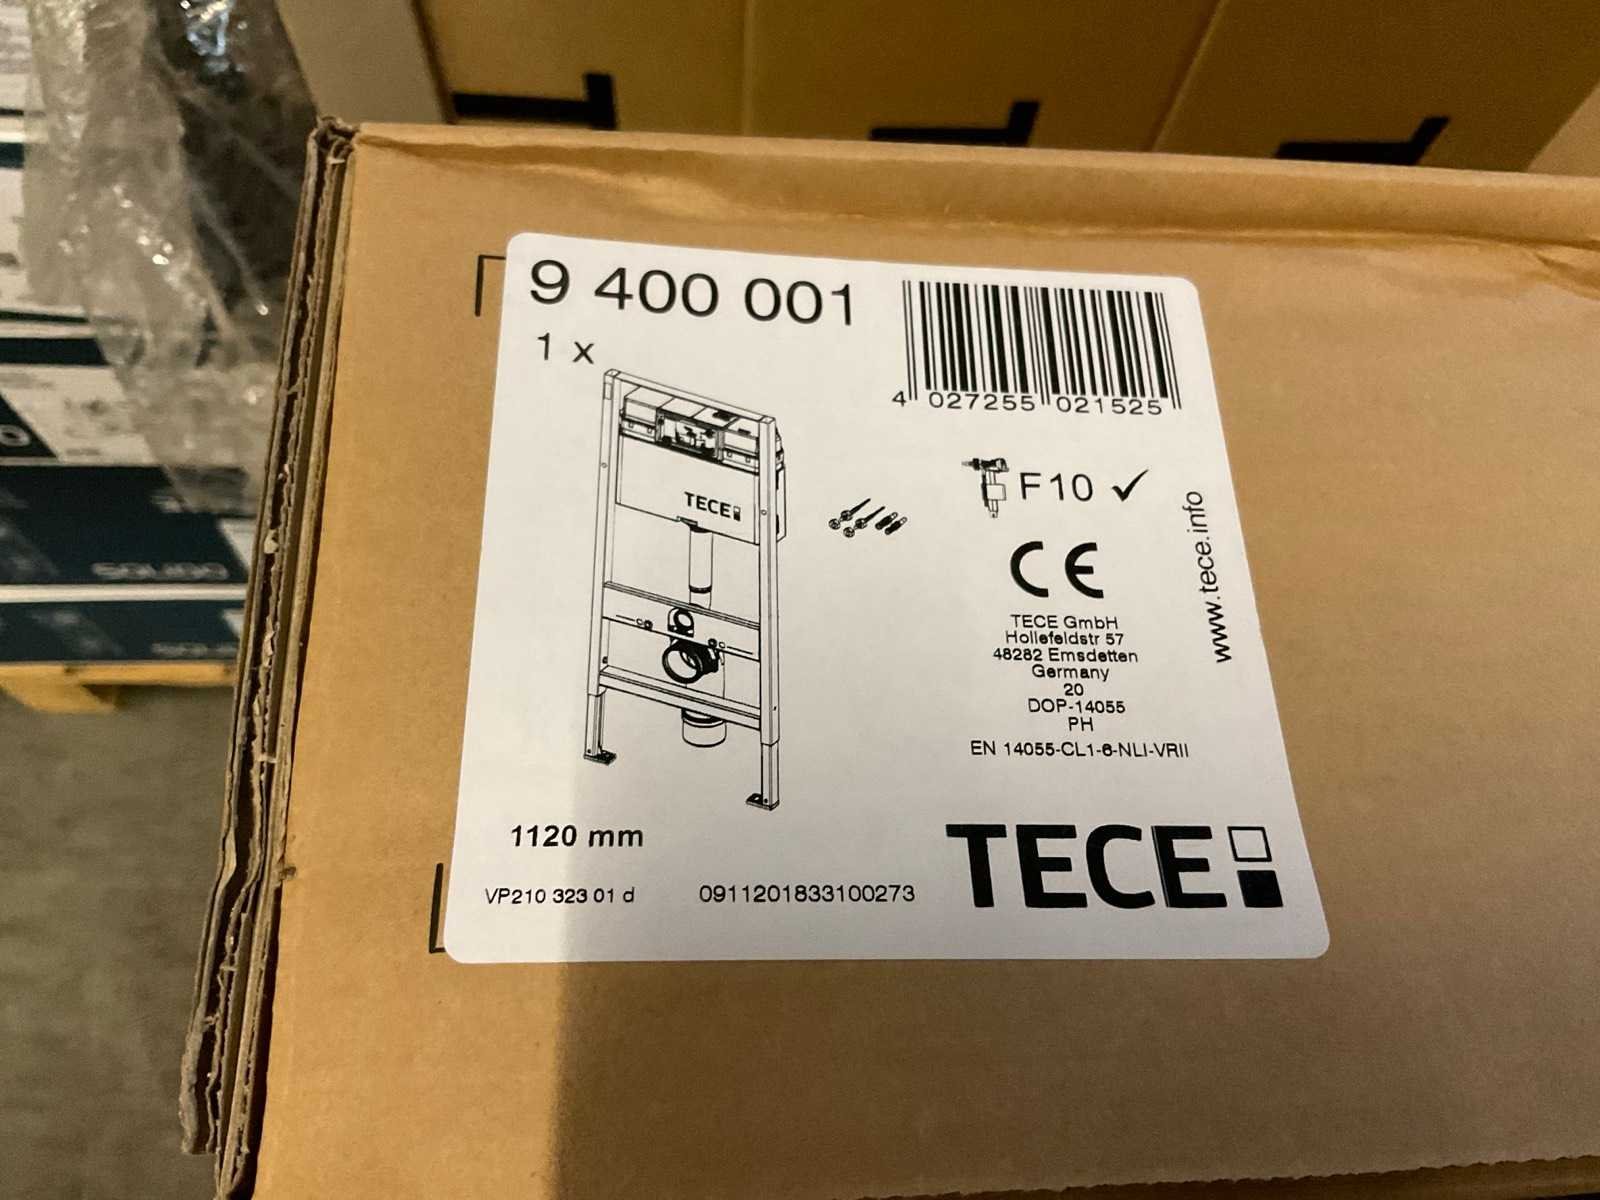 9 400 001
1 x
4 027255 021525
TECE
F10 ✓
CE
www.tece.info
TECE GmbH
Hollefeldstr 57
48282 Emsdetten
Germany
20
DOP-14055
PH
EN 14055-CL1-6-NLI-VRII
1120 mm
VP210 323 01 d
0911201833100273
TECE
SOLIDO